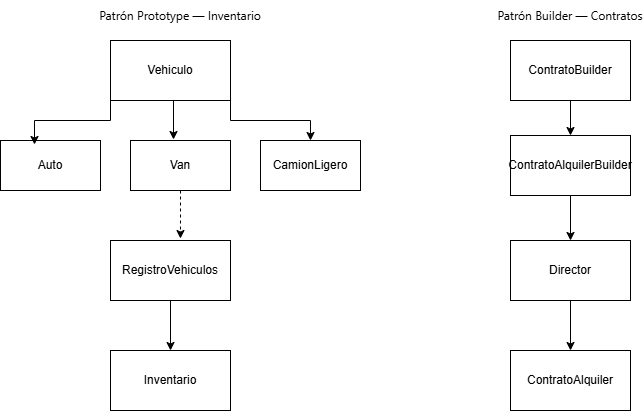 Patrón Prototype — Inventario
Patrón Builder — Contratos
Vehiculo
ContratoBuilder
Auto
Van
CamionLigero
ContratoAlquilerBuilder
RegistroVehiculos
Director
Inventario
ContratoAlquiler